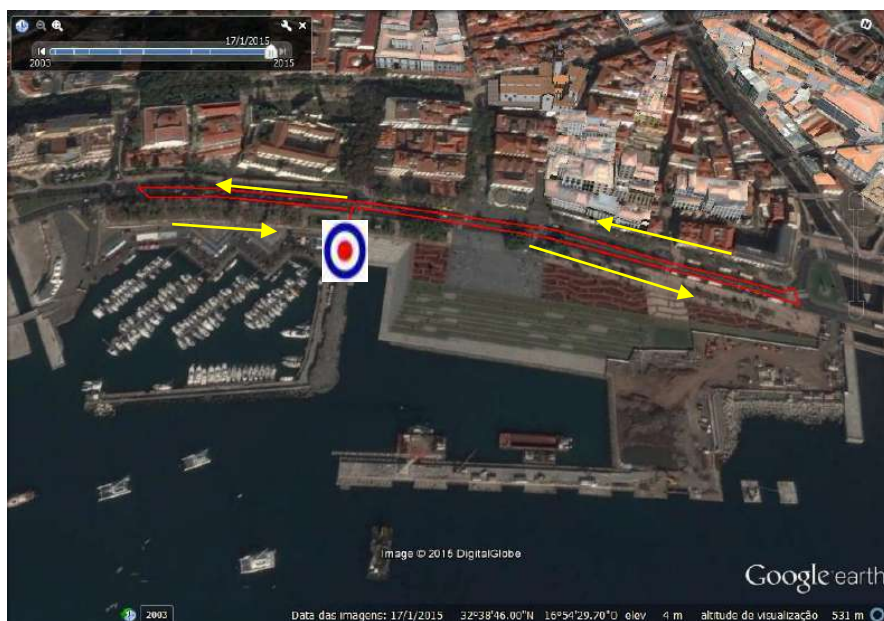 17/1/2015
2003
2015
N
Image © 2015 DigitalGlobe
Google earth
2003
Data das imagens: 17/1/2015 32°38'46.00"N 16°54'29.70"O elev 4 m altitude de visualização 531 m